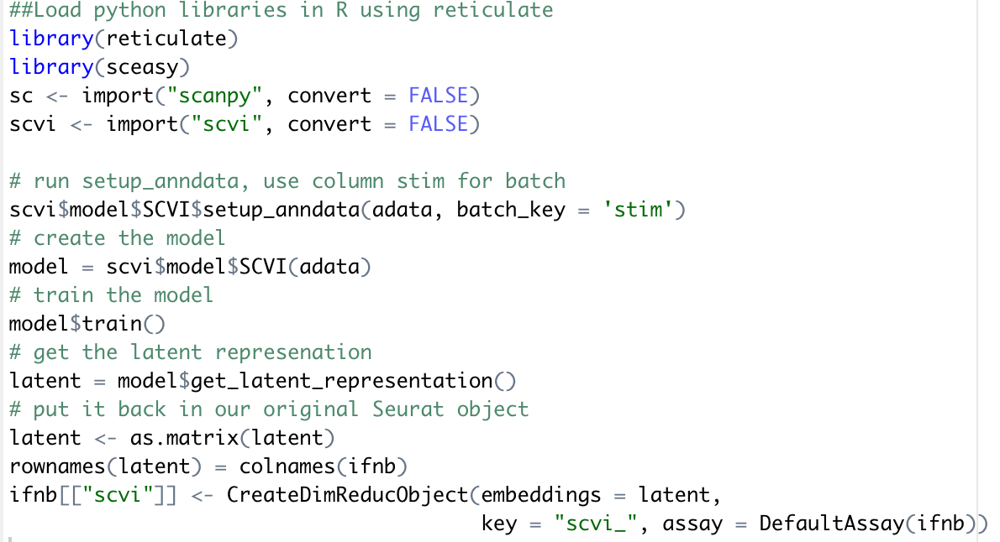 ##Load python libraries in R using reticulate
library(reticulate)
library(sceasy)
sc <- import("scanpy", convert = FALSE)
scvi <- import("scvi", convert = FALSE)
# run setup_anndata, use column stim for batch
scvi$model$SCVI$setup_anndata(adata, batch_key = 'stim')
# create the model
model = scvi$model$SCVI(adata)
# train the model
model$train()
# get the latent represenation
latent = model$get_latent_representation()
# put it back in our original Seurat object
latent <- as.matrix(latent)
rownames(latent) = colnames(ifnb)
ifnb[["scvi"]] <- CreateDimReducObject(embeddings = latent,
key = "scvi_", assay = DefaultAssay(ifnb))